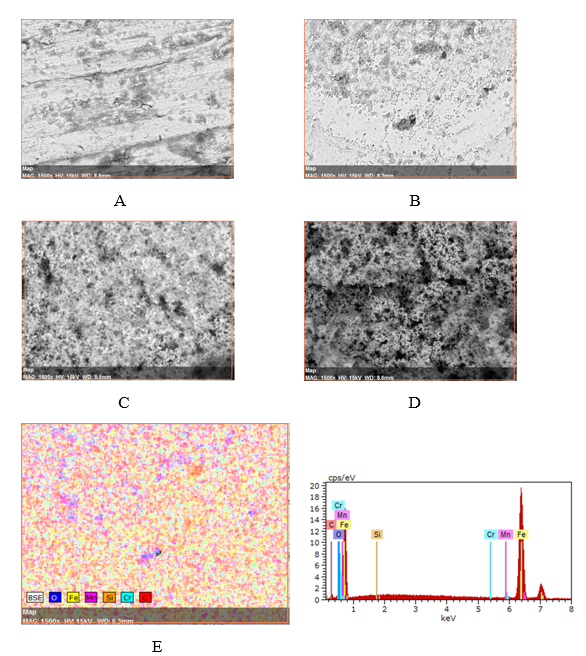 Map
MAG: 1500x HV: 15kV WD: 8.8mm
A
Map
MAG: 1500x HV: 15kV WD: 8.3mm
B
Map
MAG: 1500x HV: 15kV WD: 8.6mm
C
Map
MAG: 1500x HV: 15kV WD: 8.6mm
D
BSE O Fe Mn Si Cr C
Map
MAG: 1500x HV: 15kV WD: 8.3mm
E
cps/eV
20
18
16
14
12
10
8
6
4
2
0
Cr
Mn
C Fe
O
Si
Cr Mn Fe
1 2 3 4 5 6 7 8
keV